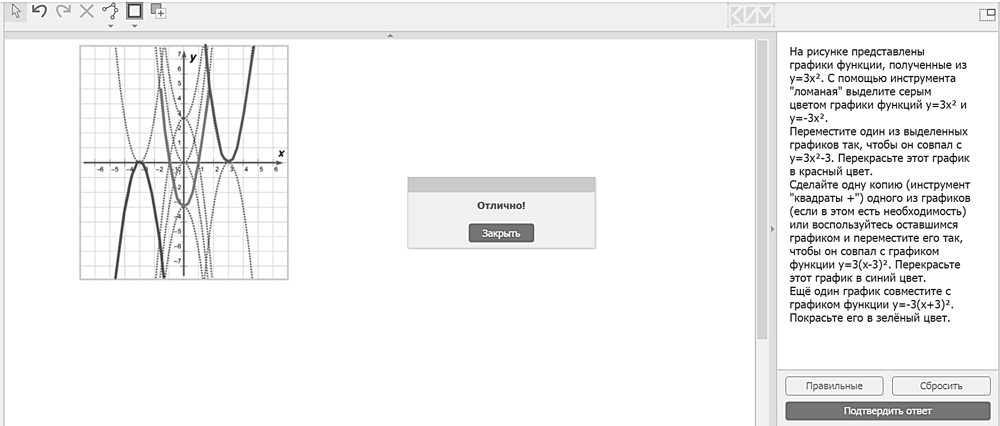 КИМ
На рисунке представлены
графики функции, полученные из
y=3x². С помощью инструмента
"ломаная" выделите серым
цветом графики функций y=3x² и
y=-3x².
Переместите один из выделенных
графиков так, чтобы он совпал с
y=3x²-3. Перекрасьте этот график
в красный цвет.
Сделайте одну копию (инструмент
"квадраты +") одного из графиков
(если в этом есть необходимость)
или воспользуйтесь оставшимся
графиком и переместите его так,
чтобы он совпал с графиком
функции y=3(x-3)². Перекрасьте
этот график в синий цвет.
Ещё один график совместите с
графиком функции y=-3(x+3)².
Покрасьте его в зелёный цвет.
7
y
6
5
4
2
1
x
-6 -5 -4 -2 1 2 3 4 5 6
-2
-4
-5
-6
-7
Отлично!
Закрыть
Правильные
Сбросить
Подтвердить ответ